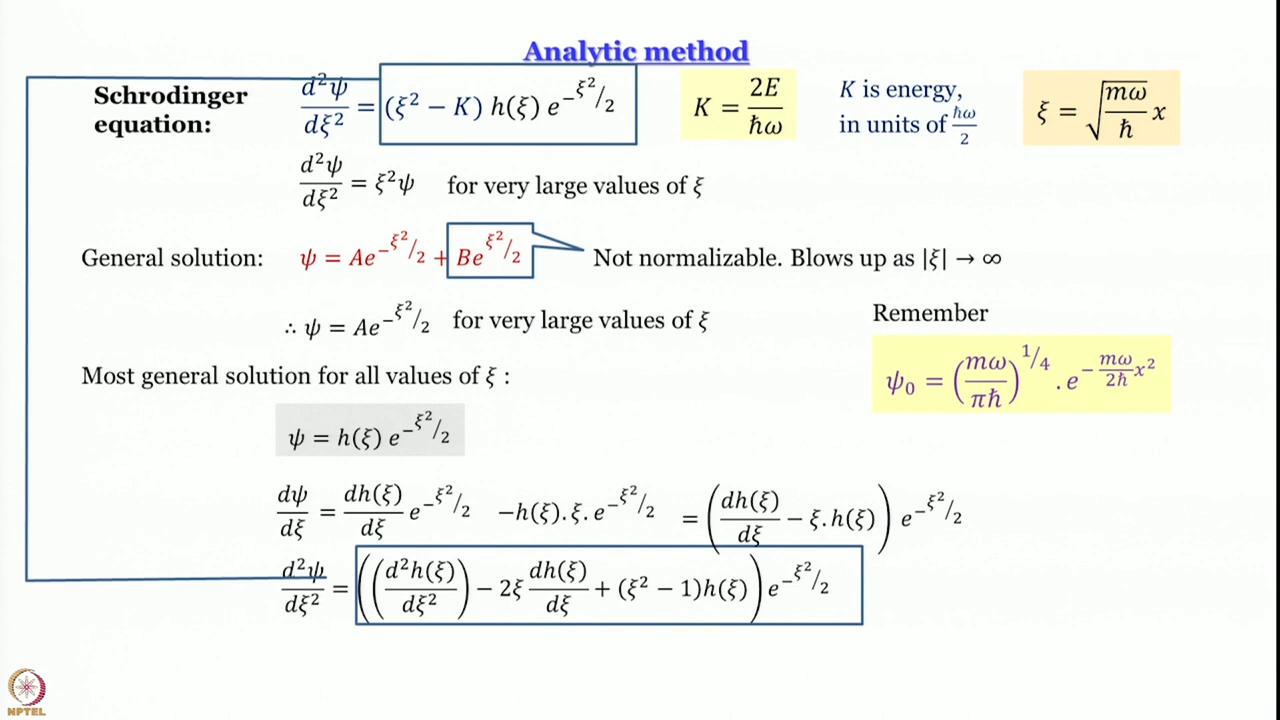 Analytic method
Schrodinger equation: d²ψ/dξ² = (ξ² − K) h(ξ) e^(−ξ²/2)    K = 2E/ħω    K is energy, in units of ħω/2    ξ = √(mω/ħ) x
d²ψ/dξ² = ξ²ψ    for very large values of ξ
General solution: ψ = Ae^(−ξ²/2) + Be^(ξ²/2)    Not normalizable. Blows up as |ξ| → ∞
∴ ψ = Ae^(−ξ²/2)    for very large values of ξ
Remember
ψ₀ = (mω/πħ)^(1/4) . e^(−(mω/2ħ)x²)
Most general solution for all values of ξ :
ψ = h(ξ) e^(−ξ²/2)
dψ/dξ = dh(ξ)/dξ e^(−ξ²/2) −h(ξ).ξ.e^(−ξ²/2) = (dh(ξ)/dξ − ξ.h(ξ)) e^(−ξ²/2)
d²ψ/dξ² = ((d²h(ξ)/dξ²) − 2ξ dh(ξ)/dξ + (ξ² − 1)h(ξ)) e^(−ξ²/2)
NPTEL